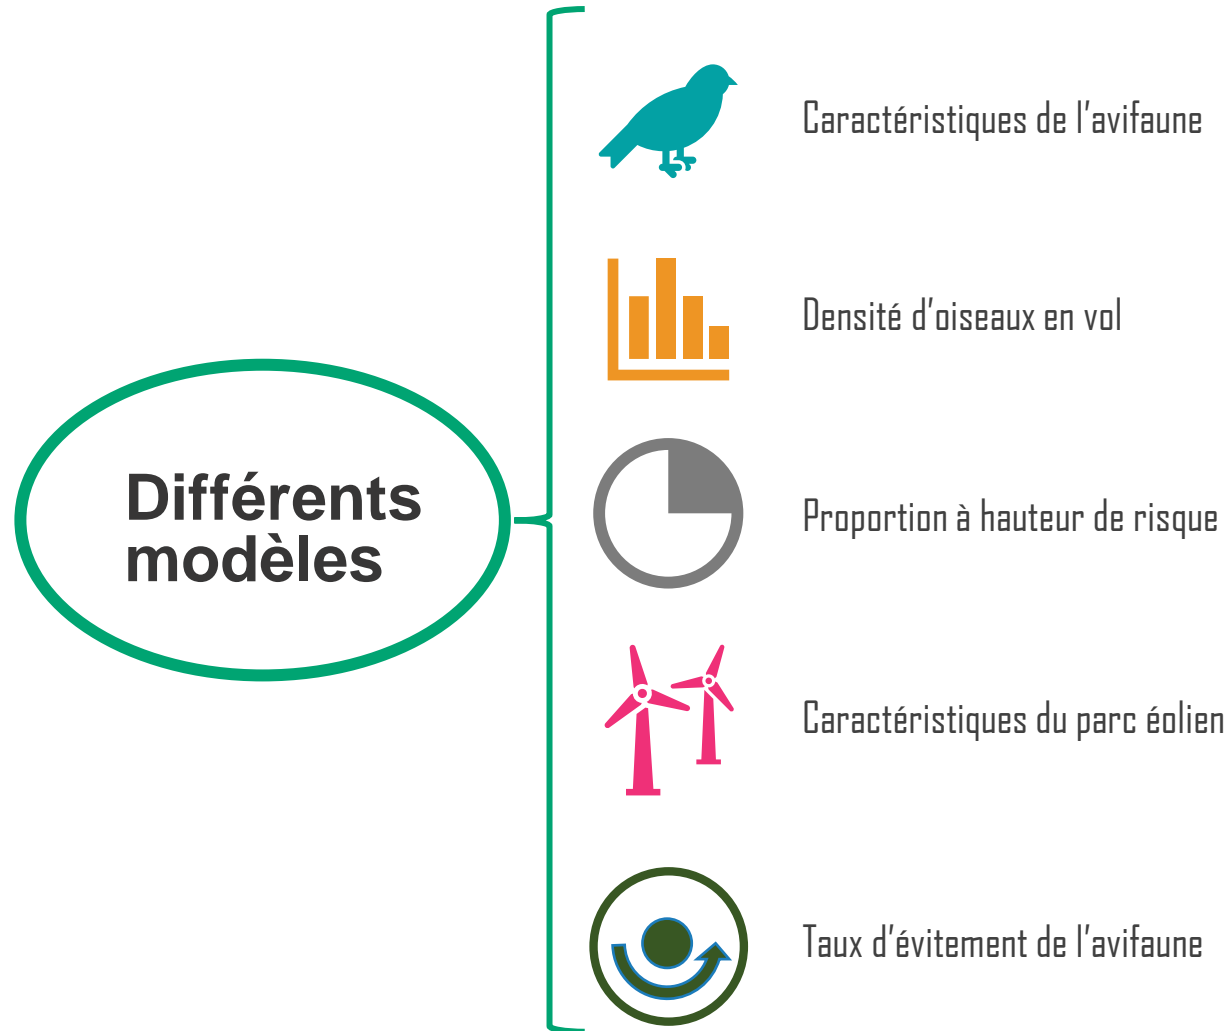 Différents
modèles
Caractéristiques de l'avifaune
Densité d'oiseaux en vol
Proportion à hauteur de risque
Caractéristiques du parc éolien
Taux d'évitement de l'avifaune